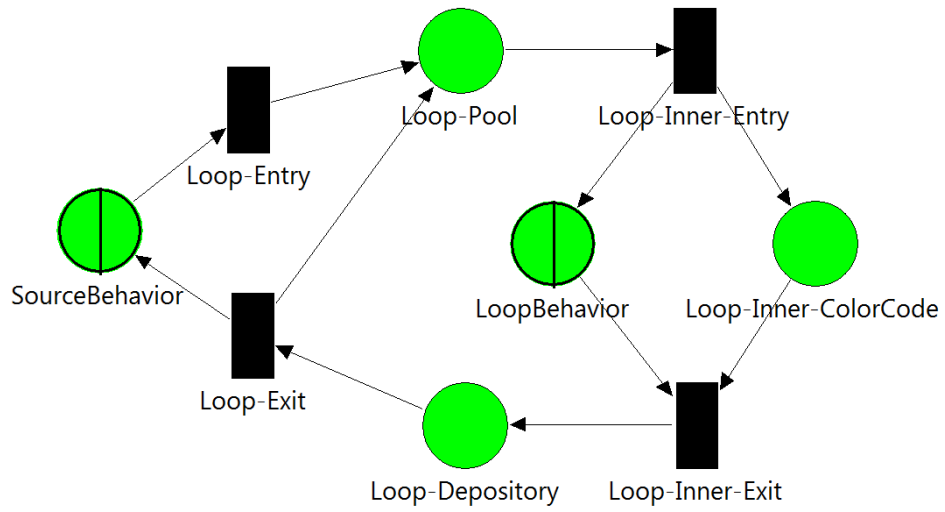 Loop-Pool
Loop-Inner-Entry
Loop-Entry
SourceBehavior
LoopBehavior
Loop-Inner-ColorCode
Loop-Exit
Loop-Depository
Loop-Inner-Exit